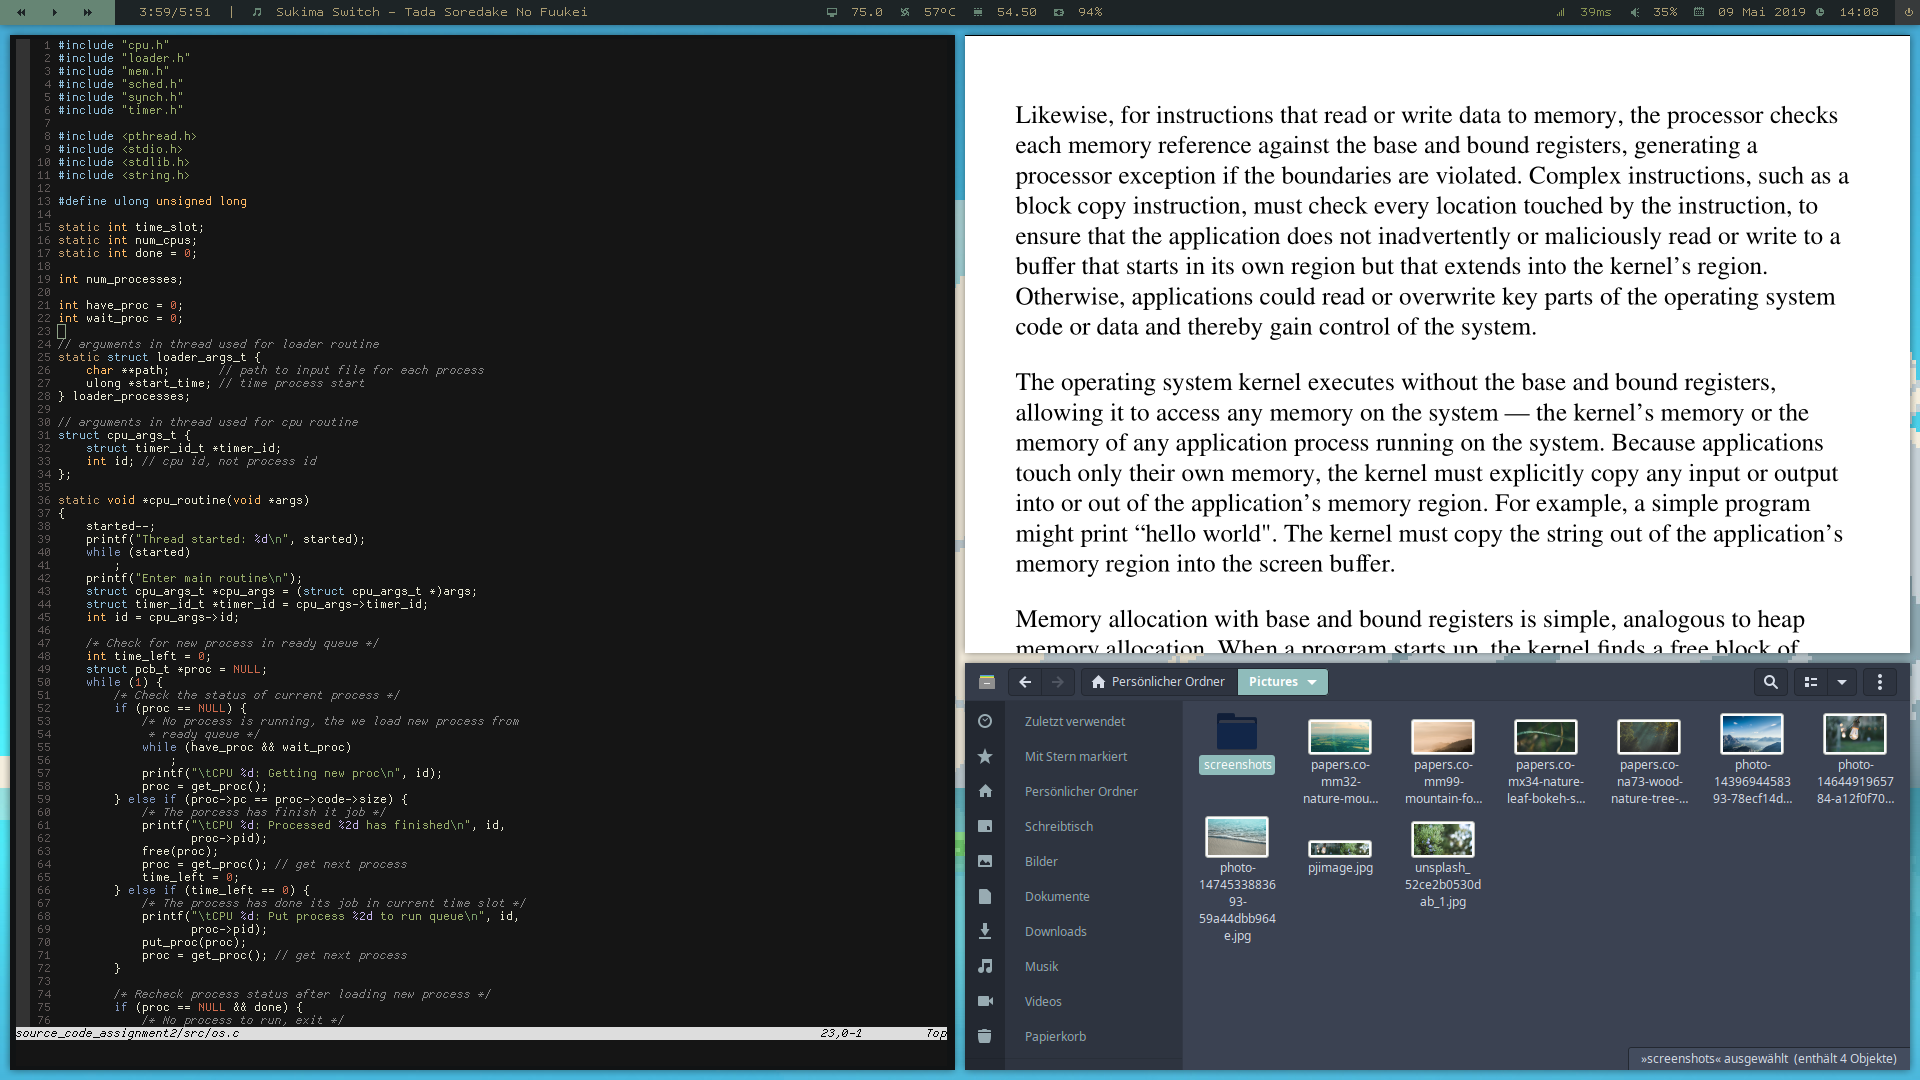 3:59/5:51 | Sukima Switch - Tada Soredake No Fuukei
75.0 57°C 54.50 94%
39ms 35% 09 Mai 2019 14:08
1 #include "cpu.h"
2 #include "loader.h"
3 #include "mem.h"
4 #include "sched.h"
5 #include "synch.h"
6 #include "timer.h"
7
8 #include <pthread.h>
9 #include <stdio.h>
10 #include <stdlib.h>
11 #include <string.h>
12
13 #define ulong unsigned long
14
15 static int time_slot;
16 static int num_cpus;
17 static int done = 0;
18
19 int num_processes;
20
21 int have_proc = 0;
22 int wait_proc = 0;
23
24 // arguments in thread used for loader routine
25 static struct loader_args_t {
26     char **path;       // path to input file for each process
27     ulong *start_time; // time process start
28 } loader_processes;
29
30 // arguments in thread used for cpu routine
31 struct cpu_args_t {
32     struct timer_id_t *timer_id;
33     int id; // cpu id, not process id
34 };
35
36 static void *cpu_routine(void *args)
37 {
38     started--;
39     printf("Thread started: %d\n", started);
40     while (started)
41         ;
42     printf("Enter main routine\n");
43     struct cpu_args_t *cpu_args = (struct cpu_args_t *)args;
44     struct timer_id_t *timer_id = cpu_args->timer_id;
45     int id = cpu_args->id;
46
47     /* Check for new process in ready queue */
48     int time_left = 0;
49     struct pcb_t *proc = NULL;
50     while (1) {
51         /* Check the status of current process */
52         if (proc == NULL) {
53             /* No process is running, the we load new process from
54              * ready queue */
55             while (have_proc && wait_proc)
56                 ;
57             printf("\tCPU %d: Getting new proc\n", id);
58             proc = get_proc();
59         } else if (proc->pc == proc->code->size) {
60             /* The porcess has finish it job */
61             printf("\tCPU %d: Processed %2d has finished\n", id,
62                    proc->pid);
63             free(proc);
64             proc = get_proc(); // get next process
65             time_left = 0;
66         } else if (time_left == 0) {
67             /* The process has done its job in current time slot */
68             printf("\tCPU %d: Put process %2d to run queue\n", id,
69                    proc->pid);
70             put_proc(proc);
71             proc = get_proc(); // get next process
72         }
73
74         /* Recheck process status after loading new process */
75         if (proc == NULL && done) {
76             /* No process to run, exit */
source_code_assignment2/src/os.c 23,0-1 Top
Likewise, for instructions that read or write data to memory, the processor checks
each memory reference against the base and bound registers, generating a
processor exception if the boundaries are violated. Complex instructions, such as a
block copy instruction, must check every location touched by the instruction, to
ensure that the application does not inadvertently or maliciously read or write to a
buffer that starts in its own region but that extends into the kernel’s region.
Otherwise, applications could read or overwrite key parts of the operating system
code or data and thereby gain control of the system.
The operating system kernel executes without the base and bound registers,
allowing it to access any memory on the system — the kernel’s memory or the
memory of any application process running on the system. Because applications
touch only their own memory, the kernel must explicitly copy any input or output
into or out of the application’s memory region. For example, a simple program
might print “hello world". The kernel must copy the string out of the application’s
memory region into the screen buffer.
Memory allocation with base and bound registers is simple, analogous to heap
memory allocation. When a program starts up, the kernel finds a free block of
Persönlicher Ordner Pictures
Zuletzt verwendet
Mit Stern markiert
Persönlicher Ordner
Schreibtisch
Bilder
Dokumente
Downloads
Musik
Videos
Papierkorb
screenshots
papers.co-
mm32-
nature-mou...
papers.co-
mm99-
mountain-fo...
papers.co-
mx34-nature-
leaf-bokeh-s...
papers.co-
na73-wood-
nature-tree-...
photo-
14396944583
93-78ecf14d...
photo-
14644919657
84-a12f0f70...
photo-
14745338836
93-
59a44dbb964
e.jpg
pjimage.jpg
unsplash_
52ce2b0530d
ab_1.jpg
»screenshots« ausgewählt (enthält 4 Objekte)